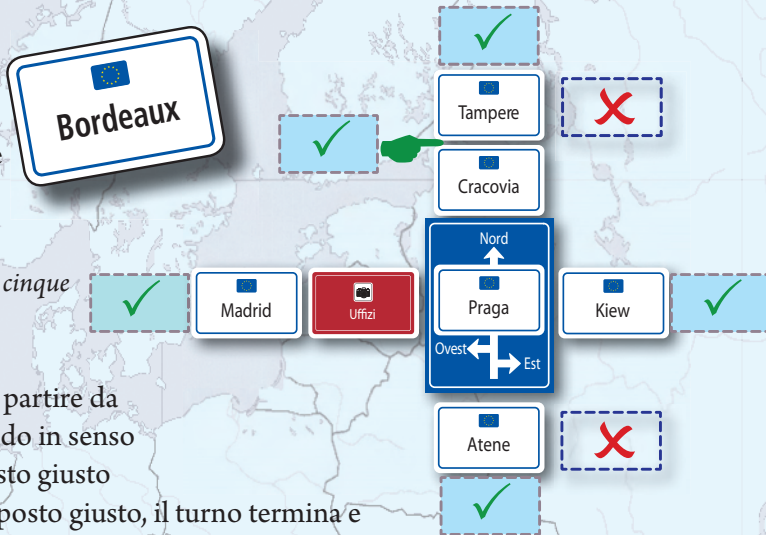 Bordeaux
Tampere
e
Cracovia
Nord
cinque
Madrid
Uffizi
Praga
Kiew
Ovest
Est
partire da
do in senso
Atene
sto giusto
posto giusto, il turno termina e